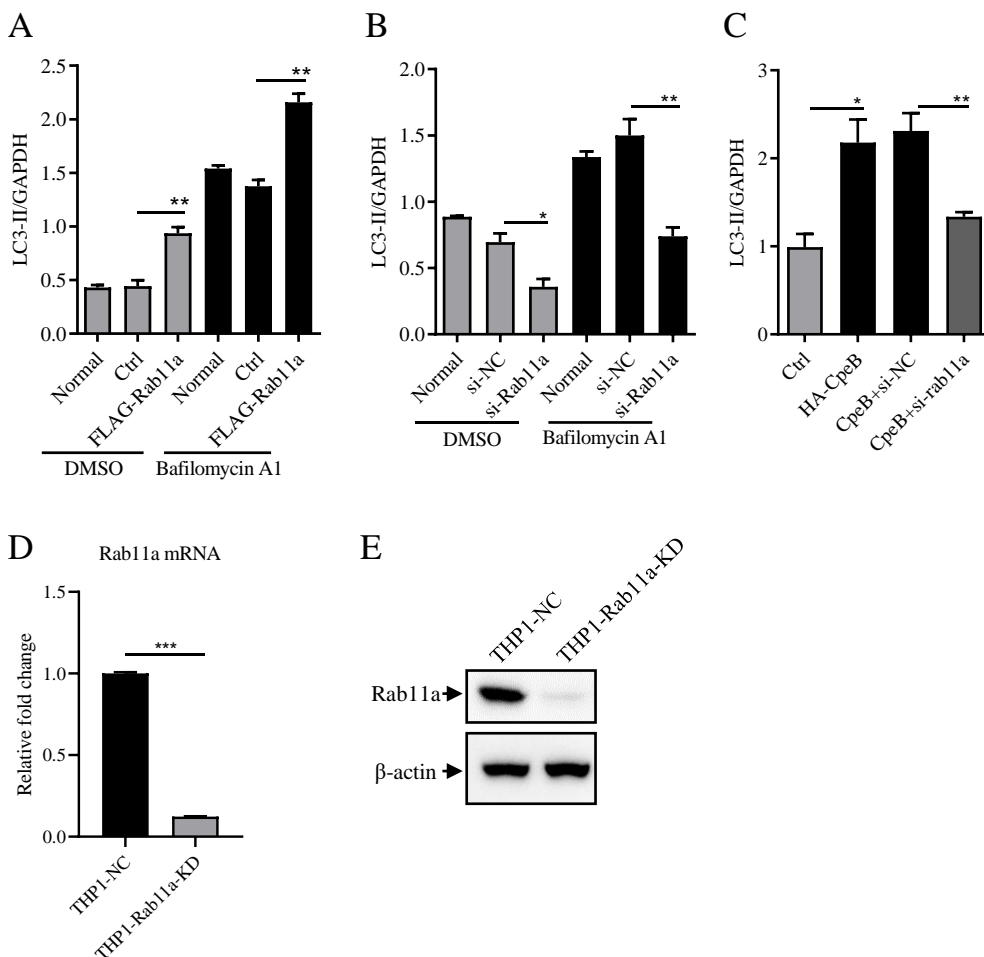 A
LC3-II/GAPDH
2.5
2.0
1.5
1.0
0.5
0.0
**
**
Normal
Ctrl
FLAG-Rab11a
Normal
Ctrl
FLAG-Rab11a
DMSO
Bafilomycin A1
B
LC3-II/GAPDH
2.0
1.5
1.0
0.5
0.0
*
**
Normal
si-NC
si-Rab11a
Normal
si-NC
si-Rab11a
DMSO
Bafilomycin A1
C
LC3-II/GAPDH
3
2
1
0
*
**
Ctrl
HA-CpeB
CpeB+si-NC
CpeB+si-rab11a
D
Rab11a mRNA
Relative fold change
1.5
1.0
0.5
0.0
***
THP1-NC
THP1-Rab11a-KD
E
THP1-NC
THP1-Rab11a-KD
Rab11a
β-actin